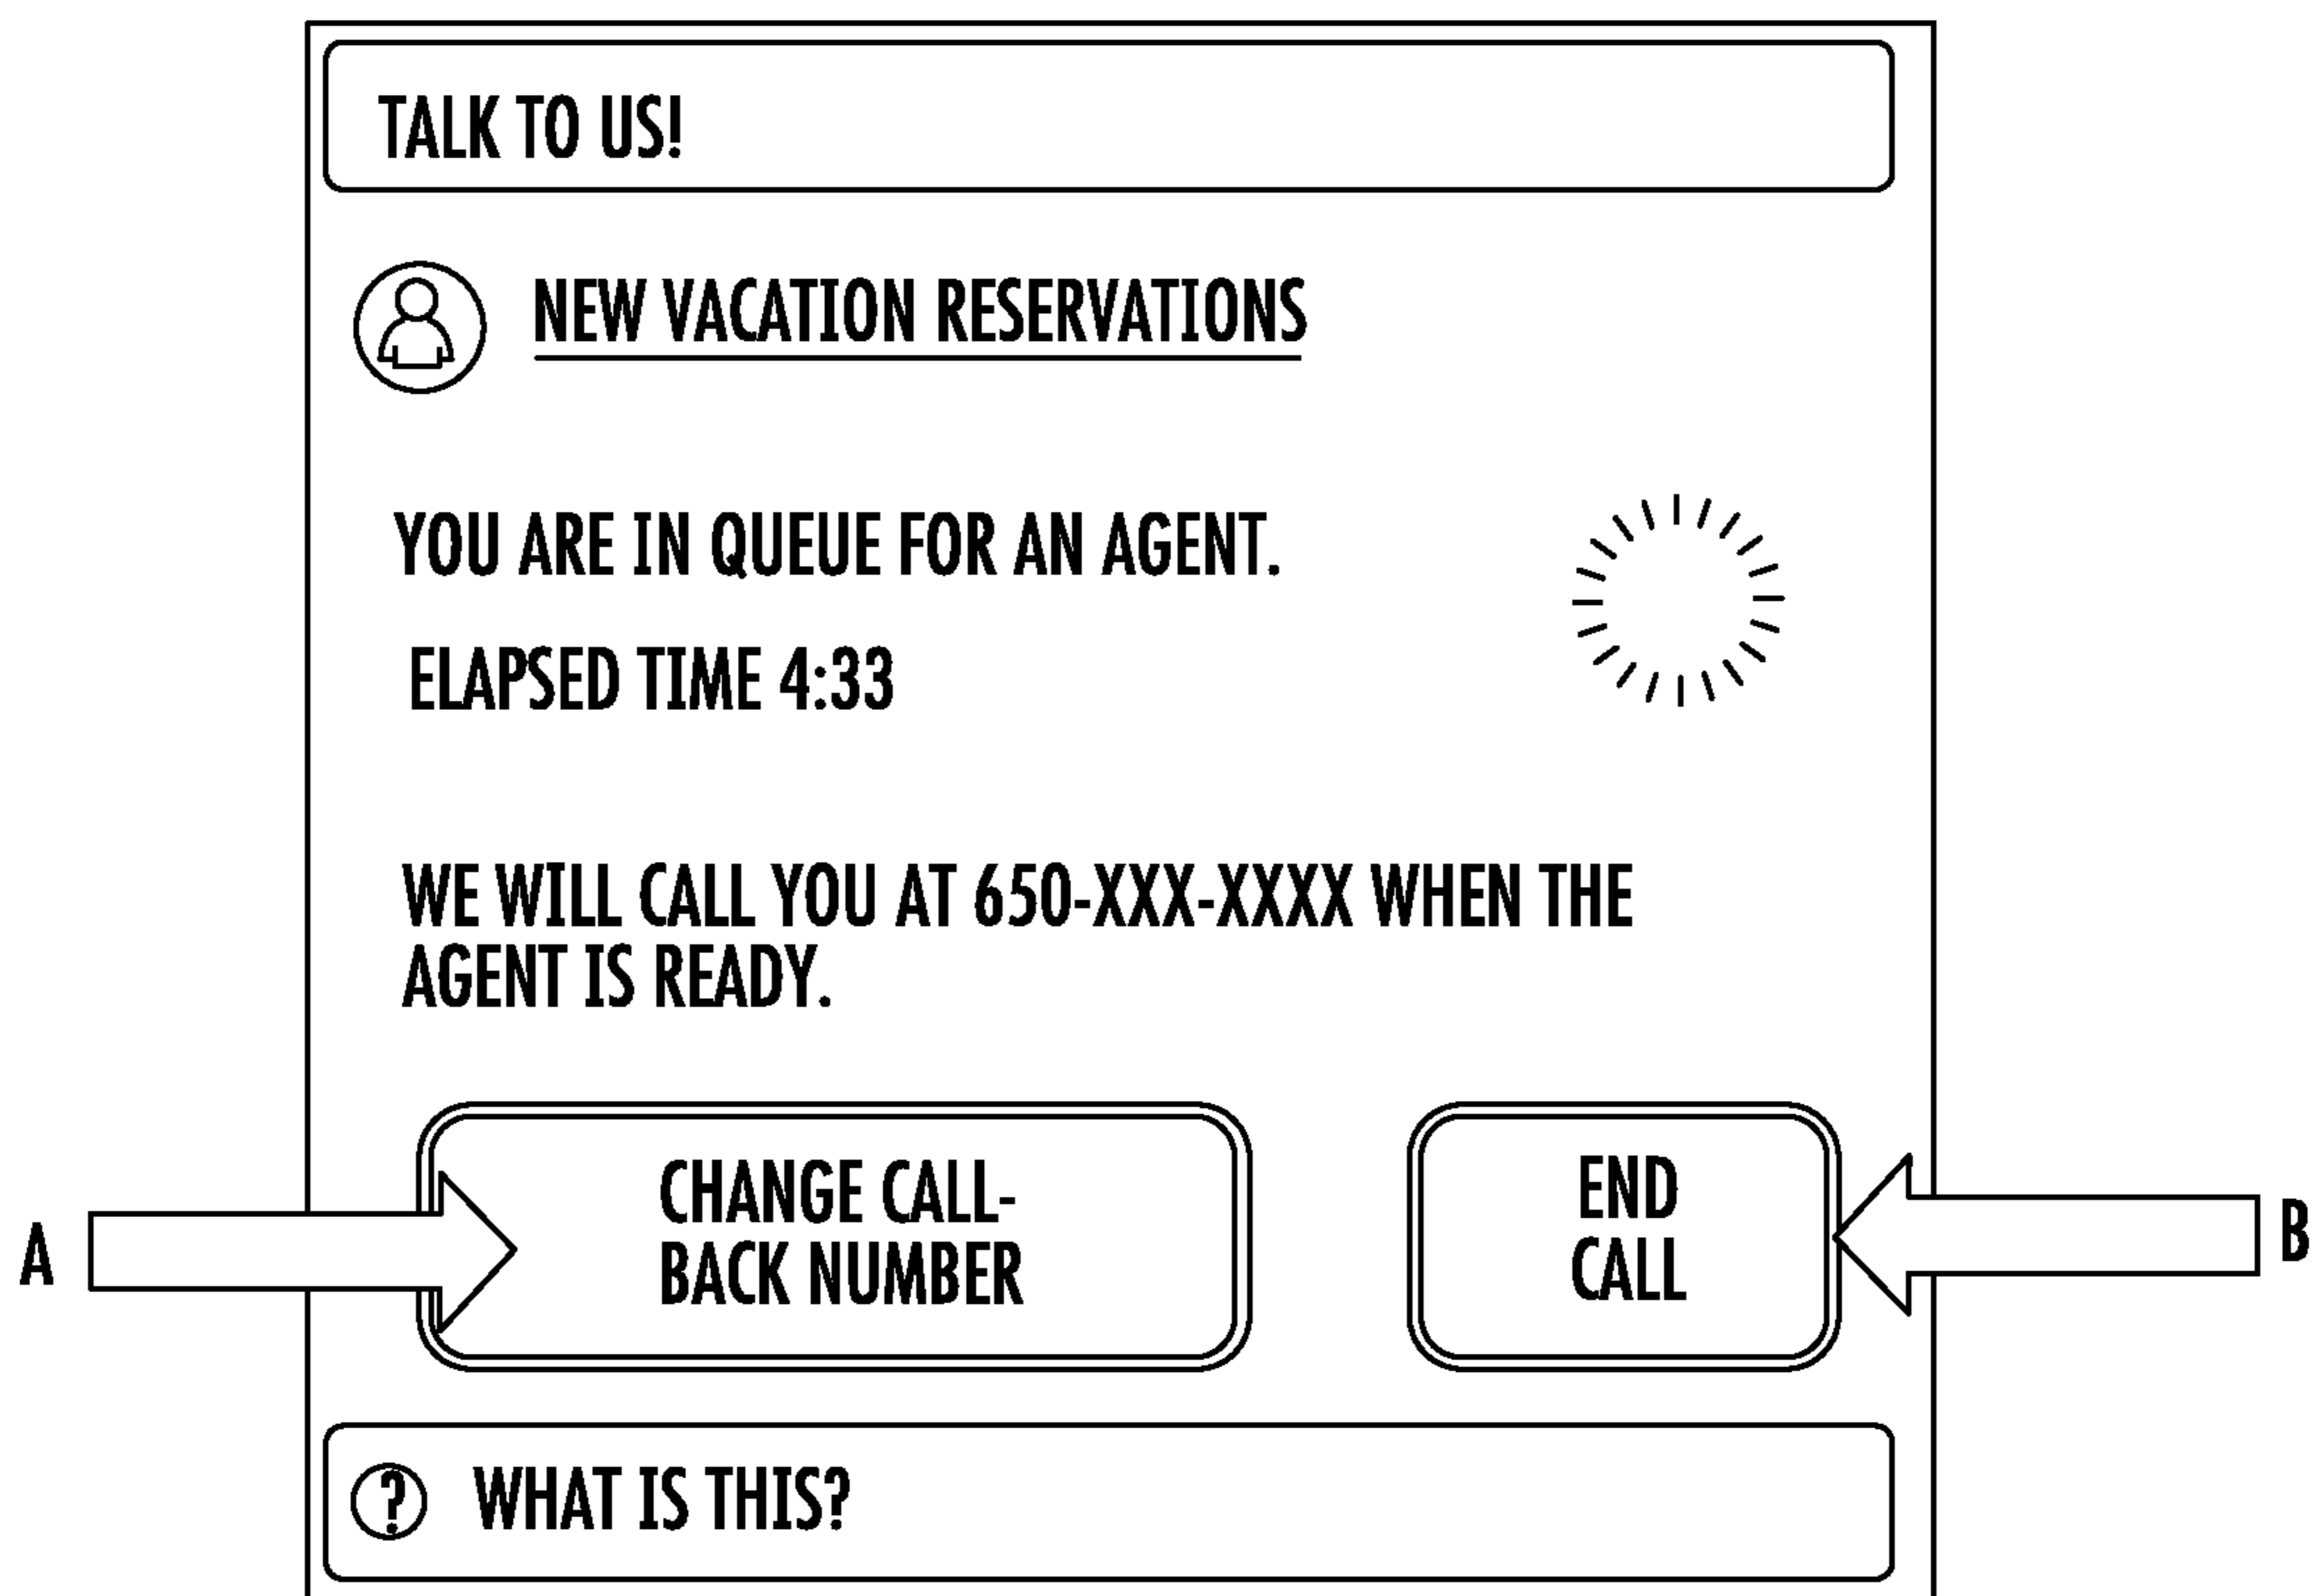 TALK TO US!
NEW VACATION RESERVATIONS
YOU ARE IN QUEUE FOR AN AGENT.
ELAPSED TIME 4:33
WE WILL CALL YOU AT 650-XXX-XXXX WHEN THE
AGENT IS READY.
A
CHANGE CALL-
BACK NUMBER
END
CALL
B
? WHAT IS THIS?